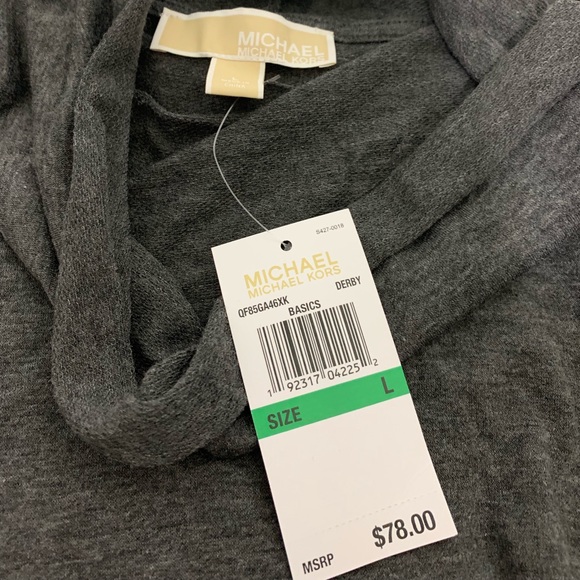 MICHAEL
MICHAEL KORS
L
S427-0018
MICHAEL
MICHAEL KORS
QF85GA46XK DERBY
BASICS
1 92317 04225 2
SIZE L
MSRP $78.00